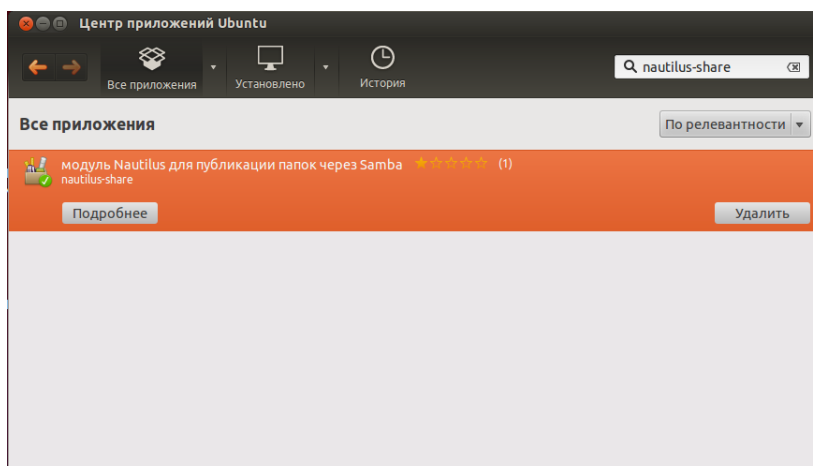 Центр приложений Ubuntu
Все приложения
Установлено
История
nautilus-share
Все приложения
По релевантности
модуль Nautilus для публикации папок через Samba (1)
nautilus-share
Подробнее
Удалить